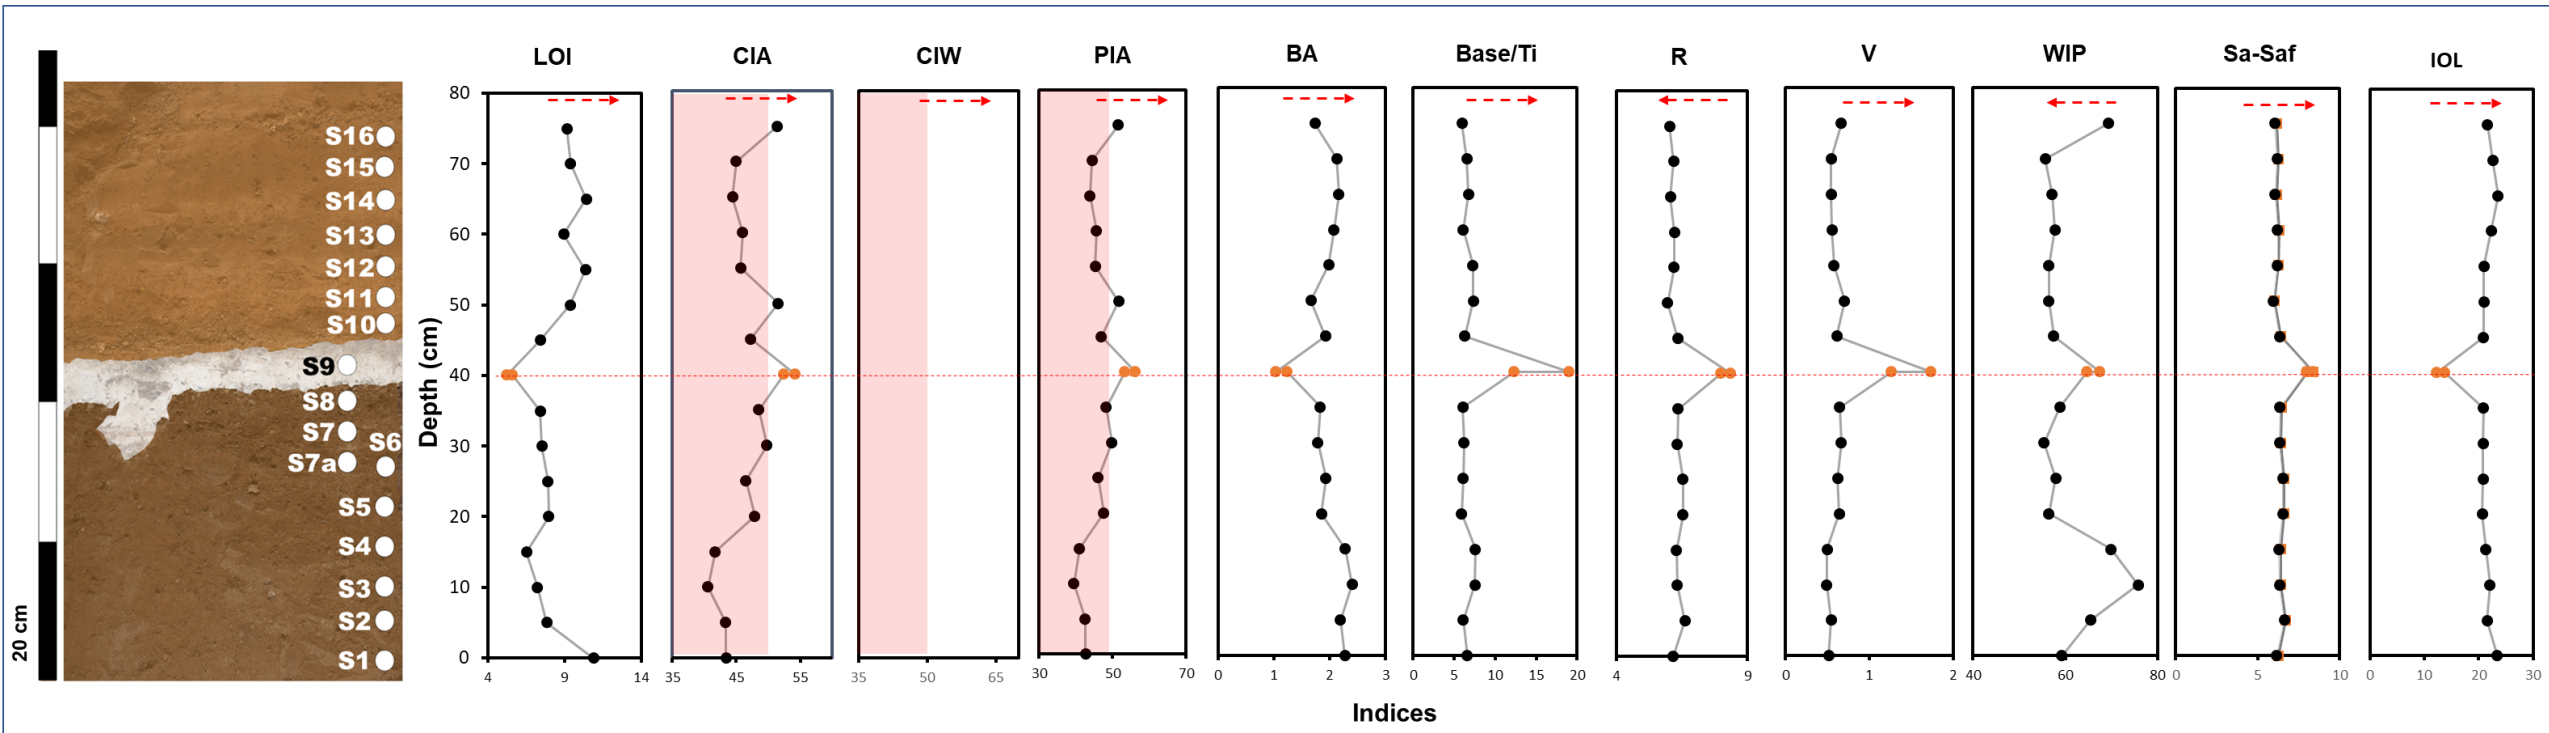 LOI CIA CIW PIA BA Base/Ti R V WIP Sa-Saf IOL
80
70
60
50
40
30
20
10
0
Depth (cm)
20 cm
S16
S15
S14
S13
S12
S11
S10
S9
S8
S7 S6
S7a
S5
S4
S3
S2
S1
4 9 14 35 45 55 35 50 65 30 50 70 0 1 2 3 0 5 10 15 20 4 9 0 1 2 40 60 80 0 5 10 0 10 20 30
Indices